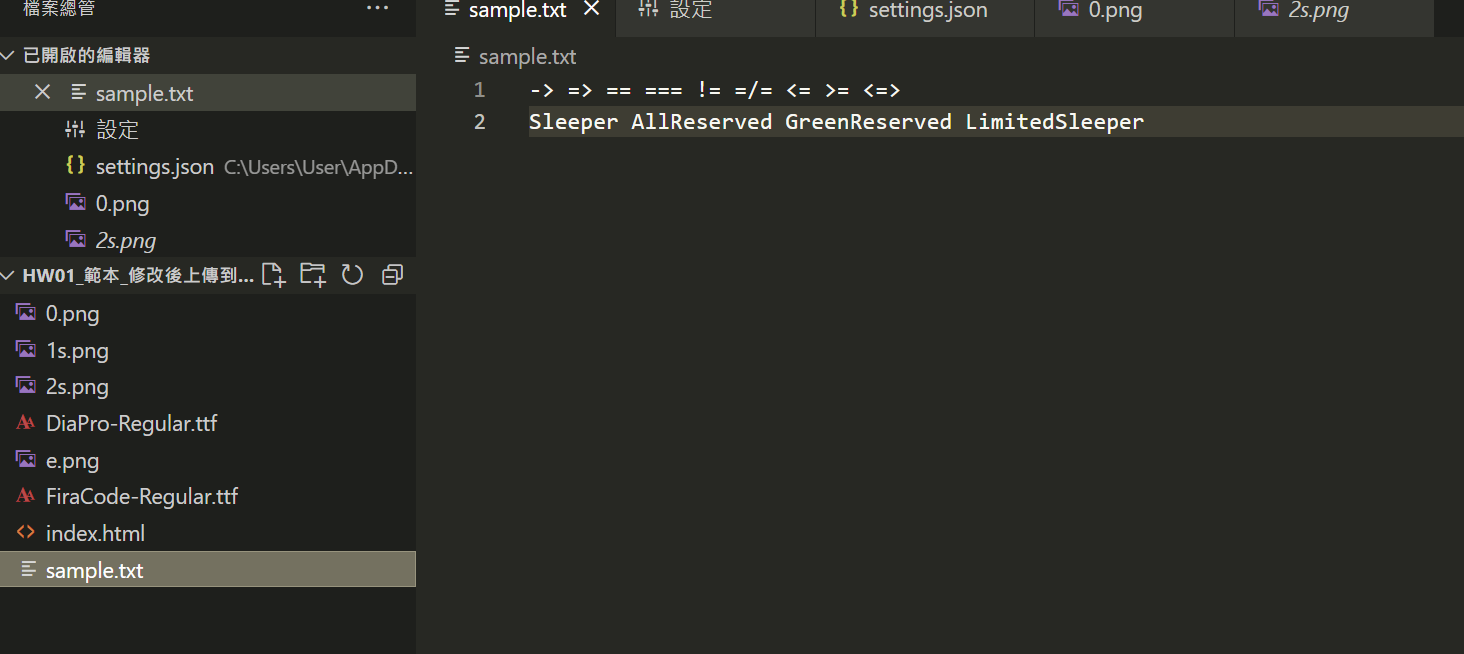 檔案總管
已開啟的編輯器
sample.txt
設定
settings.json C:\Users\User\AppD...
0.png
2s.png
HW01_範本_修改後上傳到...
0.png
1s.png
2s.png
DiaPro-Regular.ttf
e.png
FiraCode-Regular.ttf
index.html
sample.txt
sample.txt 設定 settings.json 0.png 2s.png
sample.txt
1 -> => == === != =/= <= >= <=>
2 Sleeper AllReserved GreenReserved LimitedSleeper